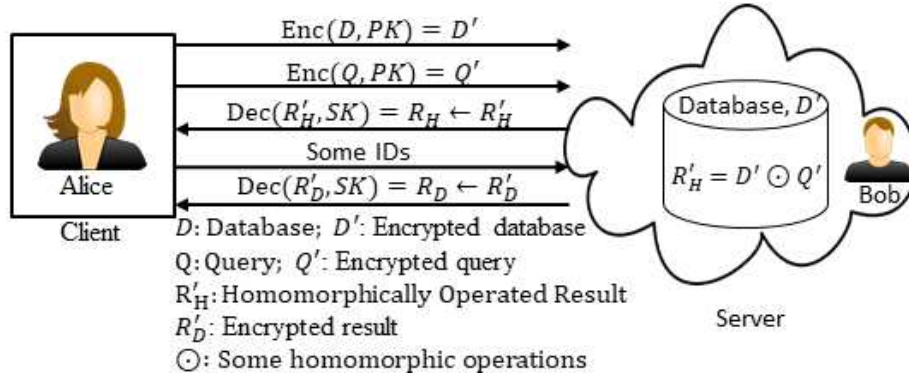 Enc(D, PK) = D′
Enc(Q, PK) = Q′
Dec(R′_H, SK) = R_H ← R′_H
Some IDs
Dec(R′_D, SK) = R_D ← R′_D
Alice
Client
Database, D′
R′_H = D′ ⊙ Q′
Bob
Server
D: Database; D′: Encrypted database
Q: Query; Q′: Encrypted query
R′_H: Homomorphically Operated Result
R′_D: Encrypted result
⊙: Some homomorphic operations